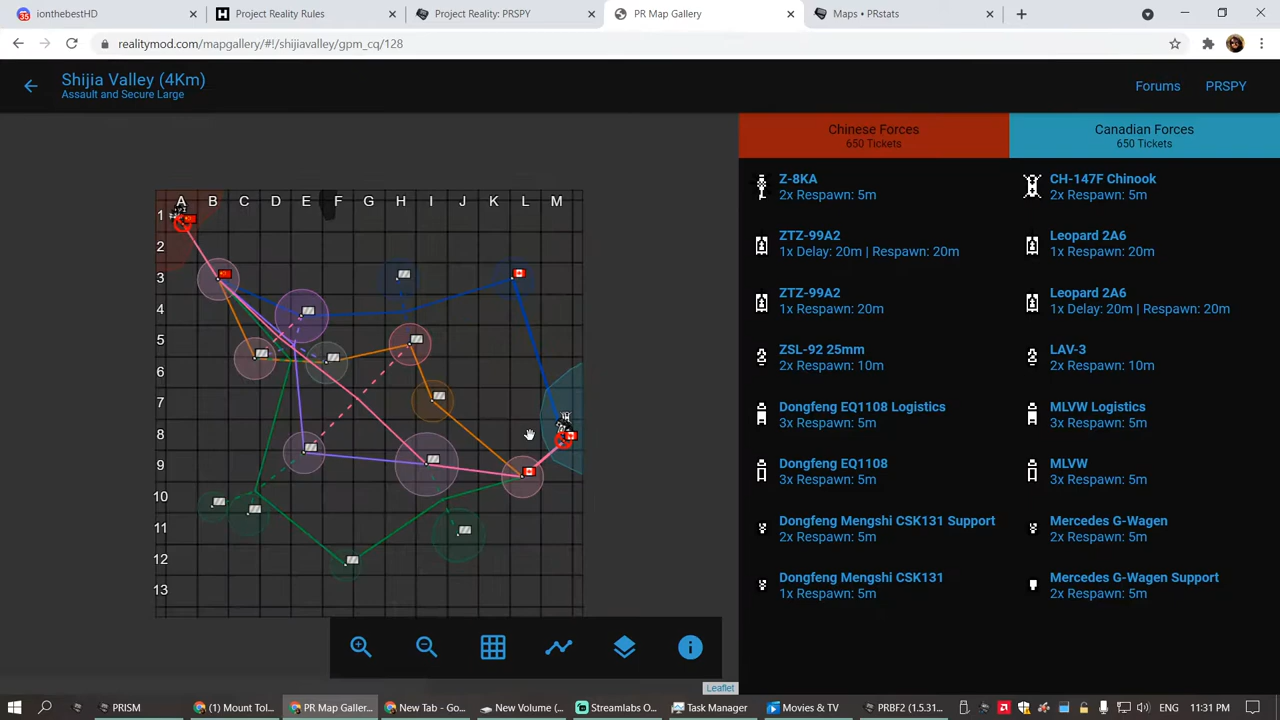 ionthebestHD
Project Reality Rules
Project Reality: PRSPY
PR Map Gallery
Maps • PRstats
realitymod.com/mapgallery/#!/shijiavalley/gpm_cq/128
Shijia Valley (4Km)
Assault and Secure Large
Forums
PRSPY
Chinese Forces
650 Tickets
Canadian Forces
650 Tickets
A B C D E F G H I J K L M
1
2
3
4
5
6
7
8
9
10
11
12
13
Z-8KA
2x Respawn: 5m
CH-147F Chinook
2x Respawn: 5m
ZTZ-99A2
1x Delay: 20m | Respawn: 20m
Leopard 2A6
1x Respawn: 20m
ZTZ-99A2
1x Respawn: 20m
Leopard 2A6
1x Delay: 20m | Respawn: 20m
ZSL-92 25mm
2x Respawn: 10m
LAV-3
2x Respawn: 10m
Dongfeng EQ1108 Logistics
3x Respawn: 5m
MLVW Logistics
3x Respawn: 5m
Dongfeng EQ1108
3x Respawn: 5m
MLVW
3x Respawn: 5m
Dongfeng Mengshi CSK131 Support
2x Respawn: 5m
Mercedes G-Wagen
2x Respawn: 5m
Dongfeng Mengshi CSK131
1x Respawn: 5m
Mercedes G-Wagen Support
2x Respawn: 5m
Leaflet
PRISM
(1) Mount Tol...
PR Map Galler...
New Tab - Go...
New Volume (...
Streamlabs O...
Task Manager
Movies & TV
PRBF2 (1.5.31...
11:31 PM